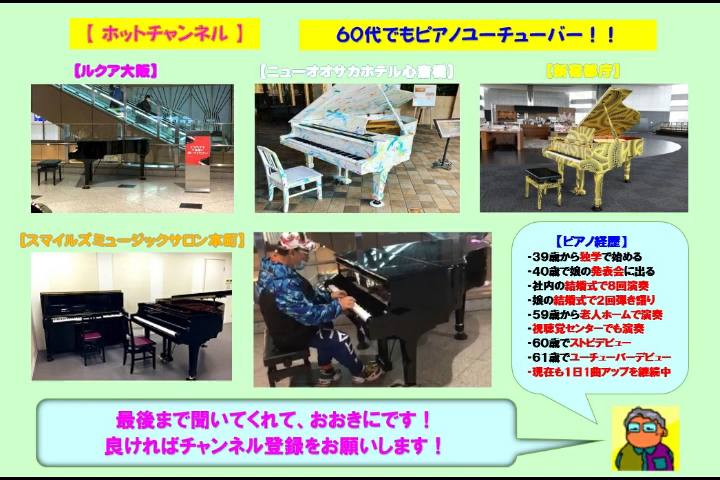 【 ホットチャンネル 】
60代でもピアノユーチューバー！！
【ルクア大阪】
【ニューオオサカホテル心斎橋】
【新宿都庁】
【スマイルズミュージックサロン本町】
【ピアノ経歴】
-39歳から独学で始める
-40歳で娘の発表会に出る
-社内の結婚式で8回演奏
-娘の結婚式で2回弾き語り
-59歳から老人ホームで演奏
-視聴覚センターでも演奏
-60歳でストピデビュー
-61歳でユーチューバーデビュー
-現在も1日1曲アップを継続中
最後まで聞いてくれて、おおきにです！
良ければチャンネル登録をお願いします！